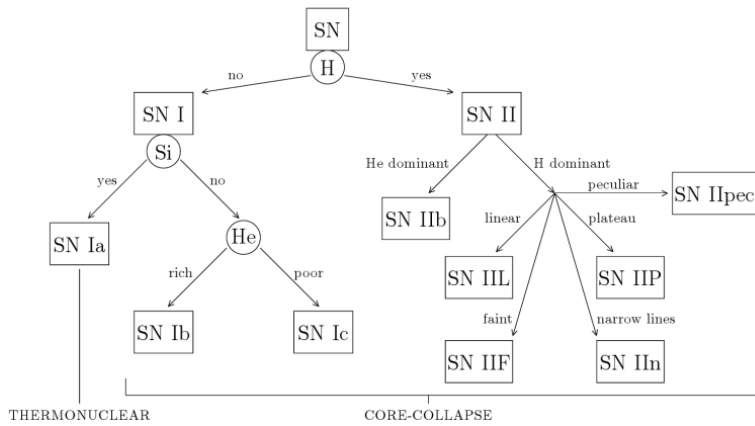 SN
H
no
yes
SN I
SN II
Si
He dominant
H dominant
yes
no
peculiar
SN IIpec
SN IIb
linear
plateau
SN Ia
He
rich
poor
SN IIL
SN IIP
faint
narrow lines
SN Ib
SN Ic
SN IIF
SN IIn
THERMONUCLEAR
CORE-COLLAPSE